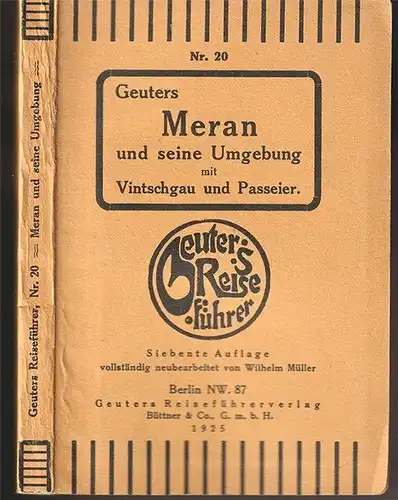 Geuters Reiseführer, Nr. 20 = Meran und seine Umgebung =
Nr. 20
Geuters
Meran
und seine Umgebung
mit
Vintschgau und Passeier.
Geuter's
Reise
führer
Siebente Auflage
vollständig neubearbeitet von Wilhelm Müller
Berlin NW. 87
Geuters Reiseführerverlag
Büttner & Co., G. m. b. H.
1925